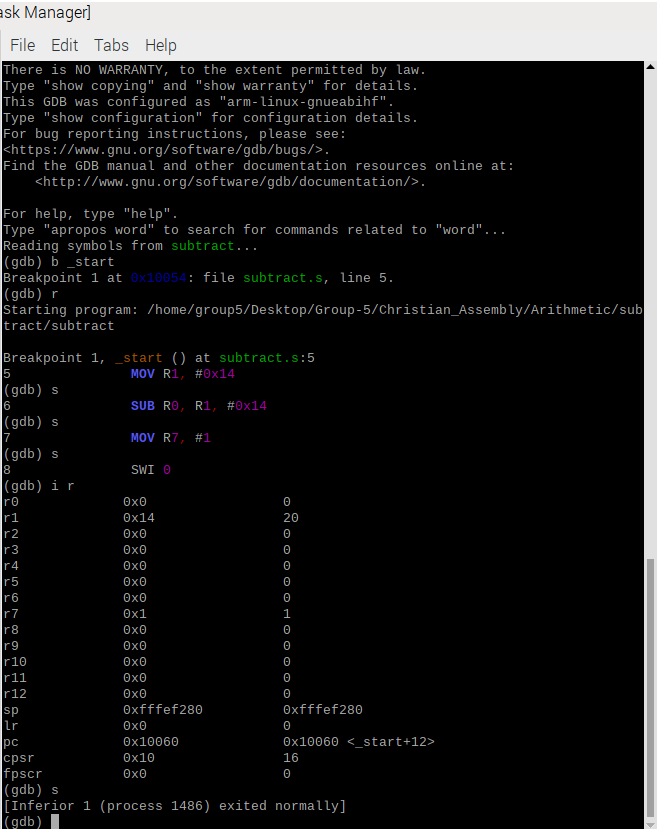 ask Manager]
File Edit Tabs Help
There is NO WARRANTY, to the extent permitted by law.
Type "show copying" and "show warranty" for details.
This GDB was configured as "arm-linux-gnueabihf".
Type "show configuration" for configuration details.
For bug reporting instructions, please see:
<https://www.gnu.org/software/gdb/bugs/>.
Find the GDB manual and other documentation resources online at:
    <http://www.gnu.org/software/gdb/documentation/>.

For help, type "help".
Type "apropos word" to search for commands related to "word"...
Reading symbols from subtract...
(gdb) b _start
Breakpoint 1 at 0x10054: file subtract.s, line 5.
(gdb) r
Starting program: /home/group5/Desktop/Group-5/Christian_Assembly/Arithmetic/sub
tract/subtract

Breakpoint 1, _start () at subtract.s:5
5               MOV R1, #0x14
(gdb) s
6               SUB R0, R1, #0x14
(gdb) s
7               MOV R7, #1
(gdb) s
8               SWI 0
(gdb) i r
r0             0x0                 0
r1             0x14                20
r2             0x0                 0
r3             0x0                 0
r4             0x0                 0
r5             0x0                 0
r6             0x0                 0
r7             0x1                 1
r8             0x0                 0
r9             0x0                 0
r10            0x0                 0
r11            0x0                 0
r12            0x0                 0
sp             0xfffef280          0xfffef280
lr             0x0                 0
pc             0x10060             0x10060 <_start+12>
cpsr           0x10                16
fpscr          0x0                 0
(gdb) s
[Inferior 1 (process 1486) exited normally]
(gdb)